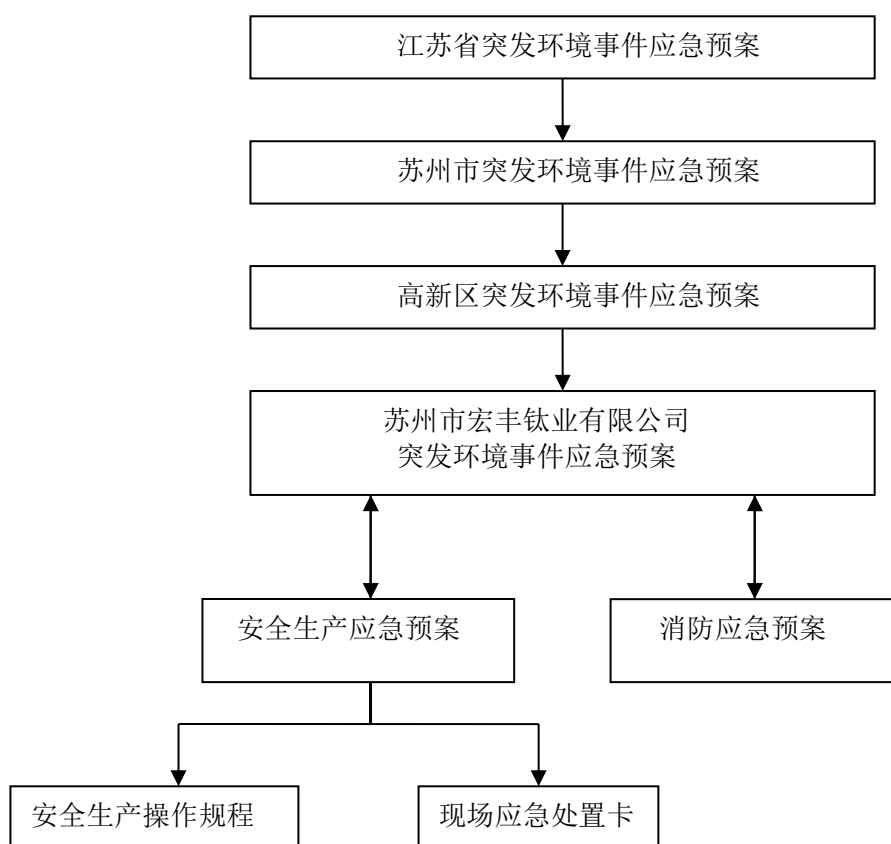 江苏省突发环境事件应急预案
苏州市突发环境事件应急预案
高新区突发环境事件应急预案
苏州市宏丰钛业有限公司
突发环境事件应急预案
安全生产应急预案
消防应急预案
安全生产操作规程
现场应急处置卡